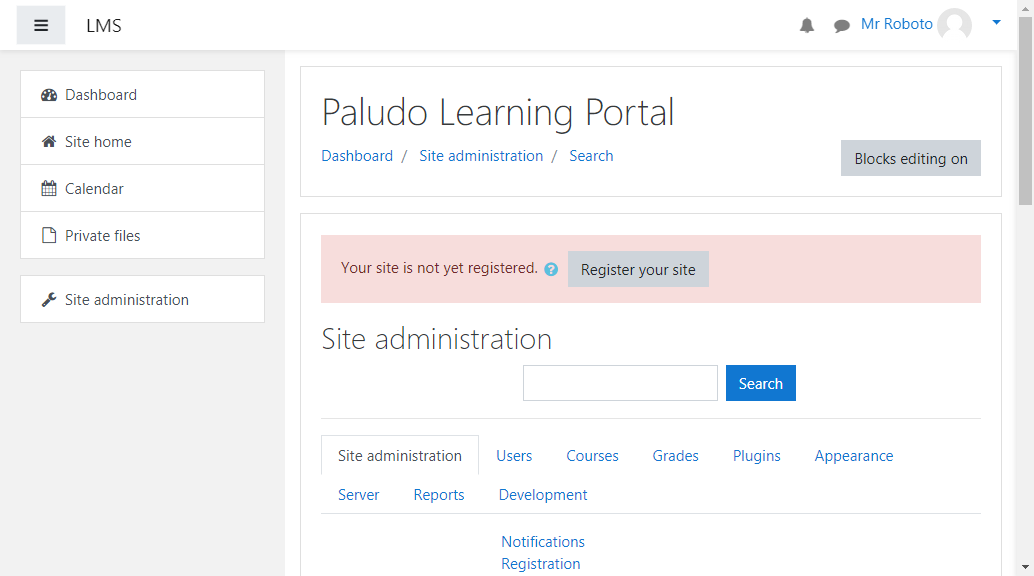 LMS
Mr Roboto
Dashboard
Site home
Calendar
Private files
Site administration
Paludo Learning Portal
Dashboard / Site administration / Search
Blocks editing on
Your site is not yet registered. ? Register your site
Site administration
Search
Site administration Users Courses Grades Plugins Appearance
Server Reports Development
Notifications
Registration